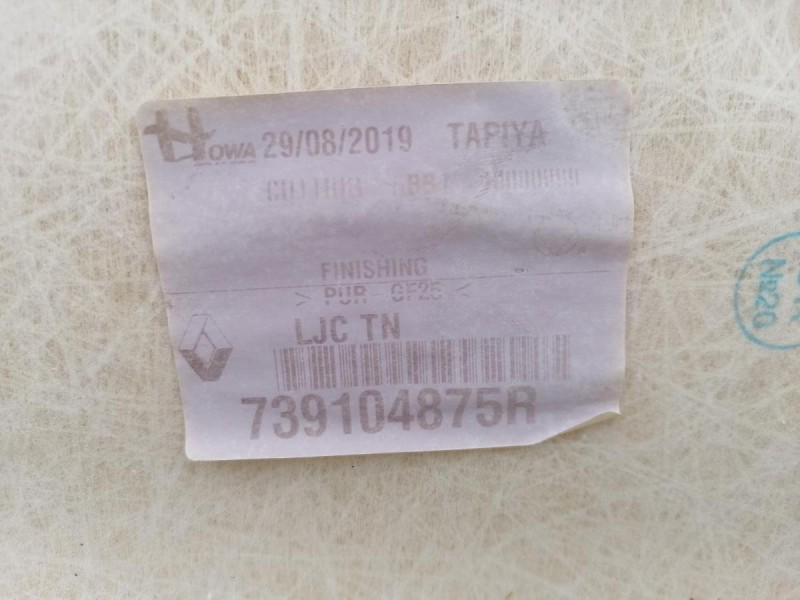 HOWA 29/08/2019 TAPIYA
FINISHING
> PUR GF25 <
LJC TN
739104875R
Nº20